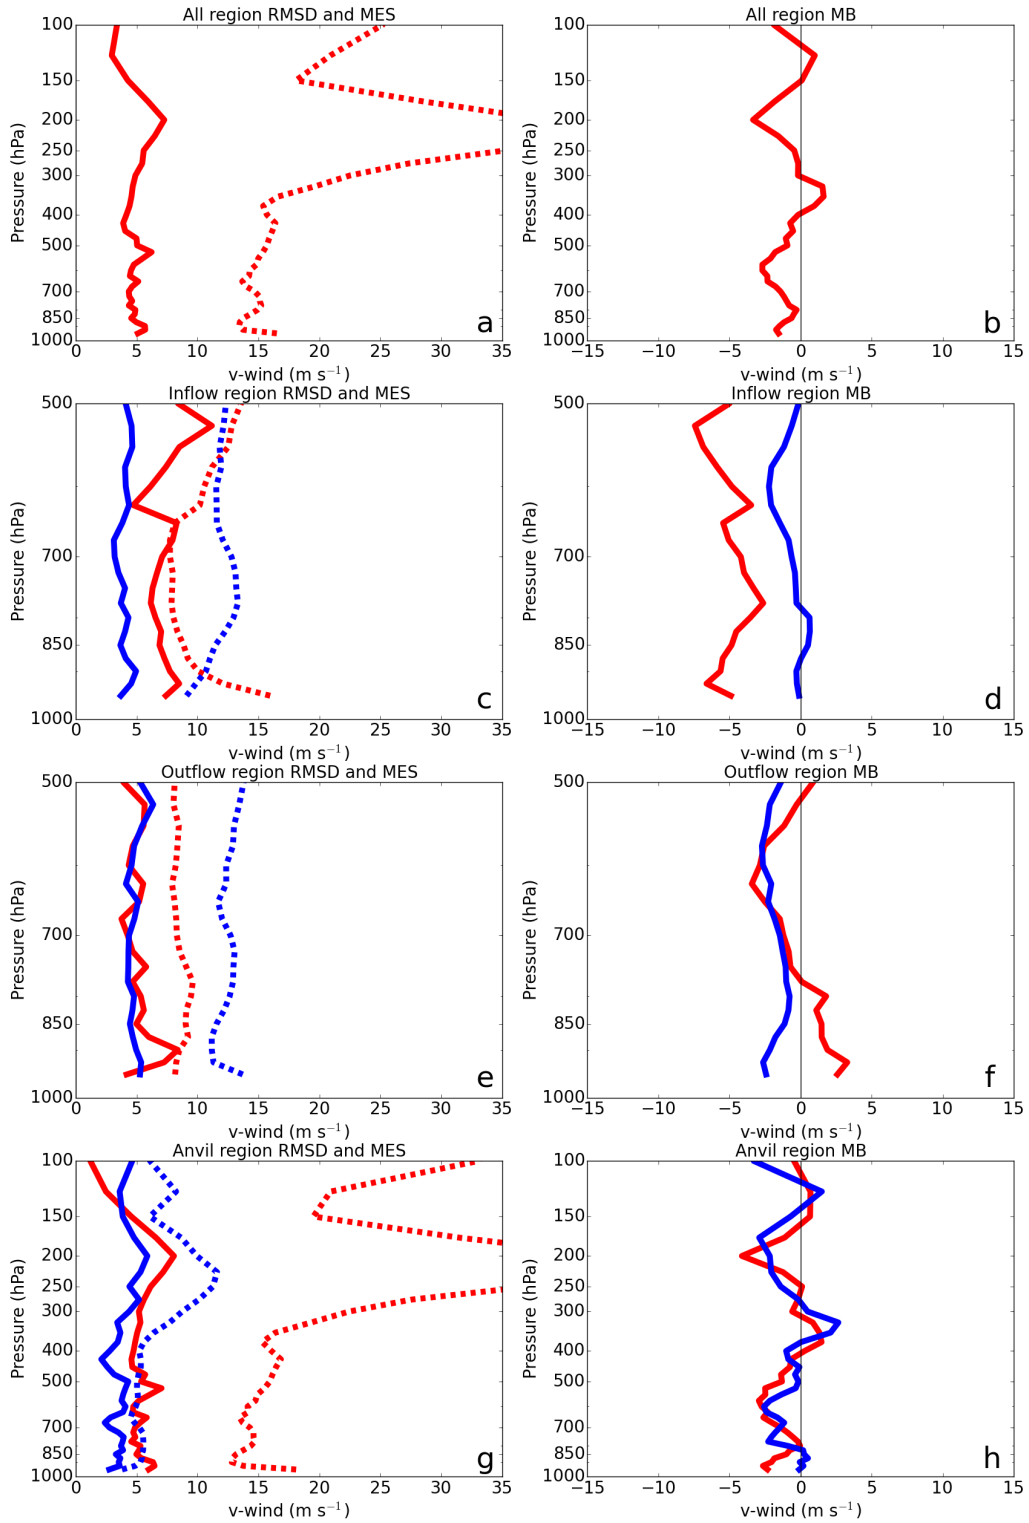 All region RMSD and MES
100
150
200
250
300
400
500
700
850
1000
Pressure (hPa)
0 5 10 15 20 25 30 35
v-wind (m s⁻¹)
a
All region MB
100
150
200
250
300
400
500
700
850
1000
Pressure (hPa)
−15 −10 −5 0 5 10 15
v-wind (m s⁻¹)
b
Inflow region RMSD and MES
500
700
850
1000
Pressure (hPa)
0 5 10 15 20 25 30 35
v-wind (m s⁻¹)
c
Inflow region MB
500
700
850
1000
Pressure (hPa)
−15 −10 −5 0 5 10 15
v-wind (m s⁻¹)
d
Outflow region RMSD and MES
500
700
850
1000
Pressure (hPa)
0 5 10 15 20 25 30 35
v-wind (m s⁻¹)
e
Outflow region MB
500
700
850
1000
Pressure (hPa)
−15 −10 −5 0 5 10 15
v-wind (m s⁻¹)
f
Anvil region RMSD and MES
100
150
200
250
300
400
500
700
850
1000
Pressure (hPa)
0 5 10 15 20 25 30 35
v-wind (m s⁻¹)
g
Anvil region MB
100
150
200
250
300
400
500
700
850
1000
Pressure (hPa)
−15 −10 −5 0 5 10 15
v-wind (m s⁻¹)
h